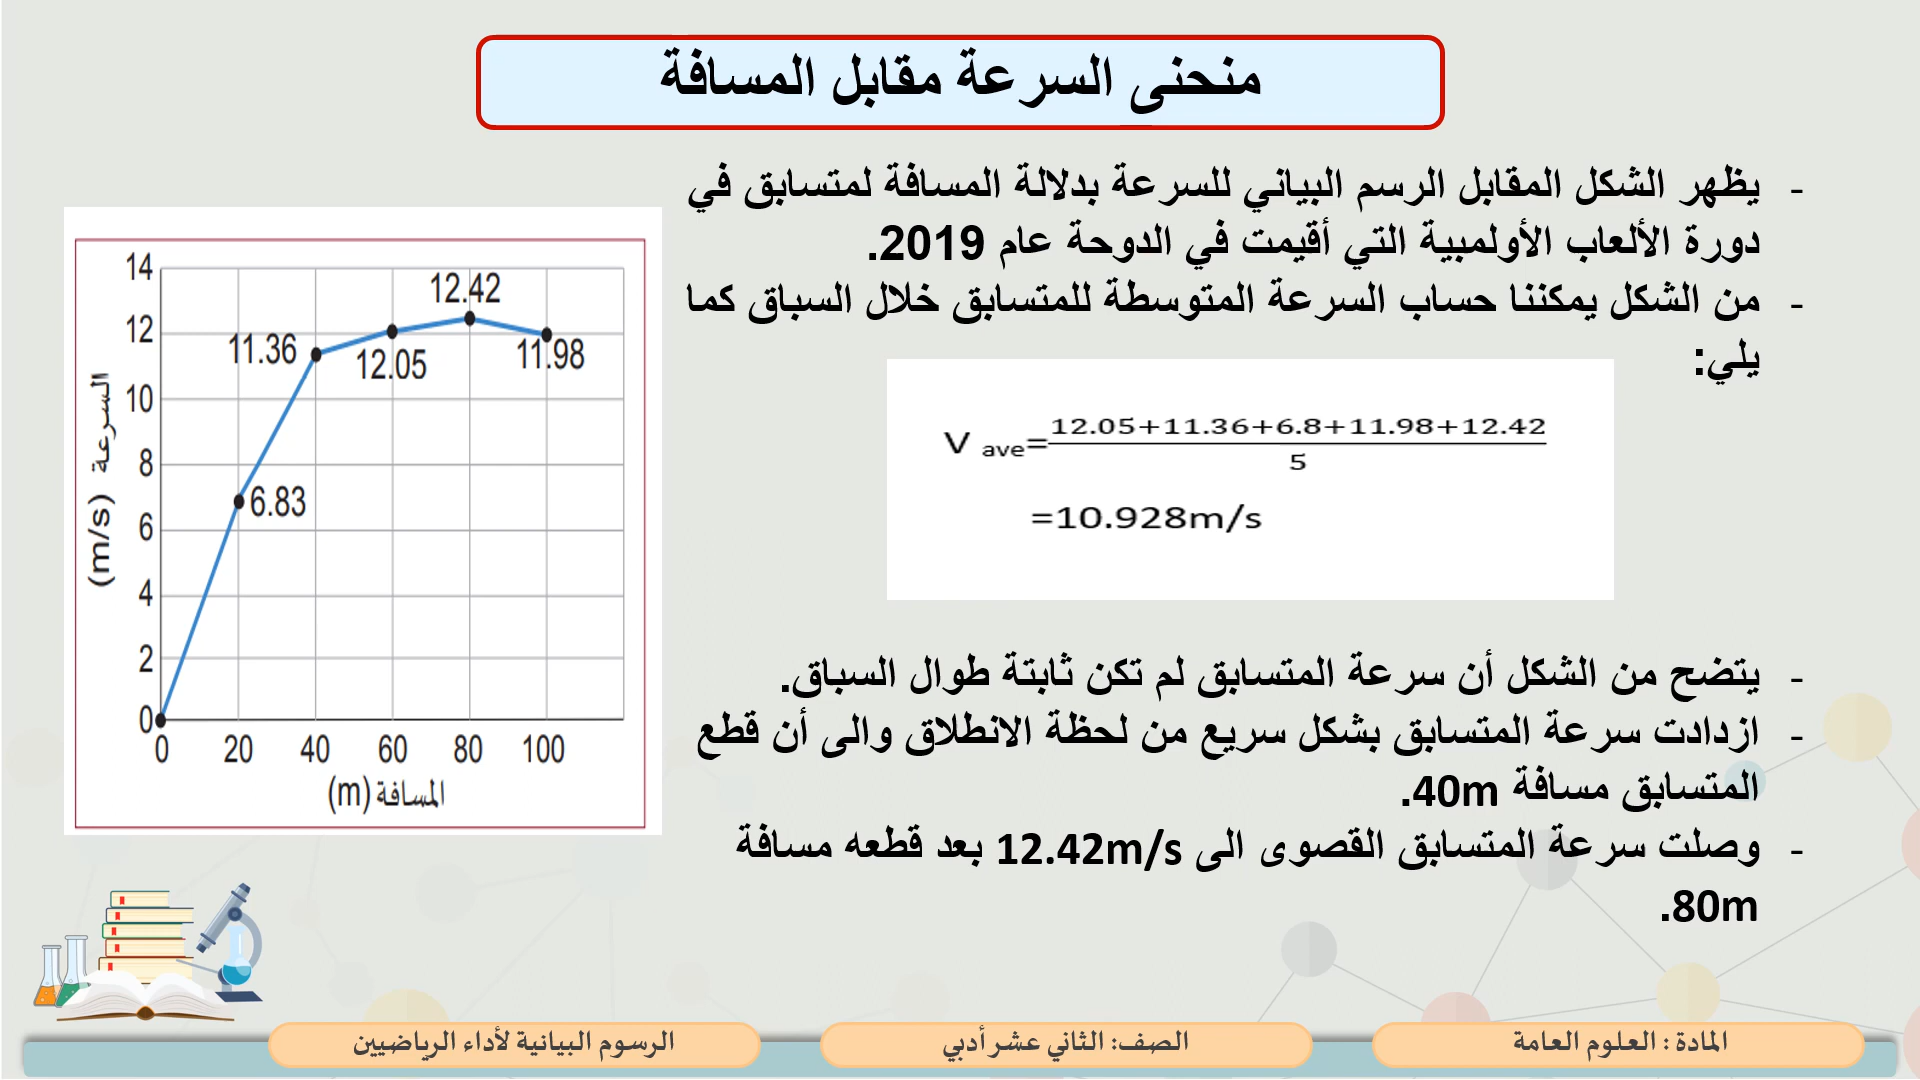 منحنى السرعة مقابل المسافة
- يظهر الشكل المقابل الرسم البياني للسرعة بدلالة المسافة لمتسابق في
دورة الألعاب الأولمبية التي أقيمت في الدوحة عام 2019.
- من الشكل يمكننا حساب السرعة المتوسطة للمتسابق خلال السباق كما
يلي:
V ave=12.05+11.36+6.8+11.98+12.42
5
=10.928m/s
- يتضح من الشكل أن سرعة المتسابق لم تكن ثابتة طوال السباق.
- ازدادت سرعة المتسابق بشكل سريع من لحظة الانطلاق والى أن قطع
المتسابق مسافة 40m.
- وصلت سرعة المتسابق القصوى الى 12.42m/s بعد قطعه مسافة
80m.
14
12
10
8
6
4
2
0
السرعة (m/s)
12.42
11.36
12.05
11.98
6.83
0 20 40 60 80 100
المسافة (m)
المادة : العلوم العامة
الصف: الثاني عشر أدبي
الرسوم البيانية لأداء الرياضيين